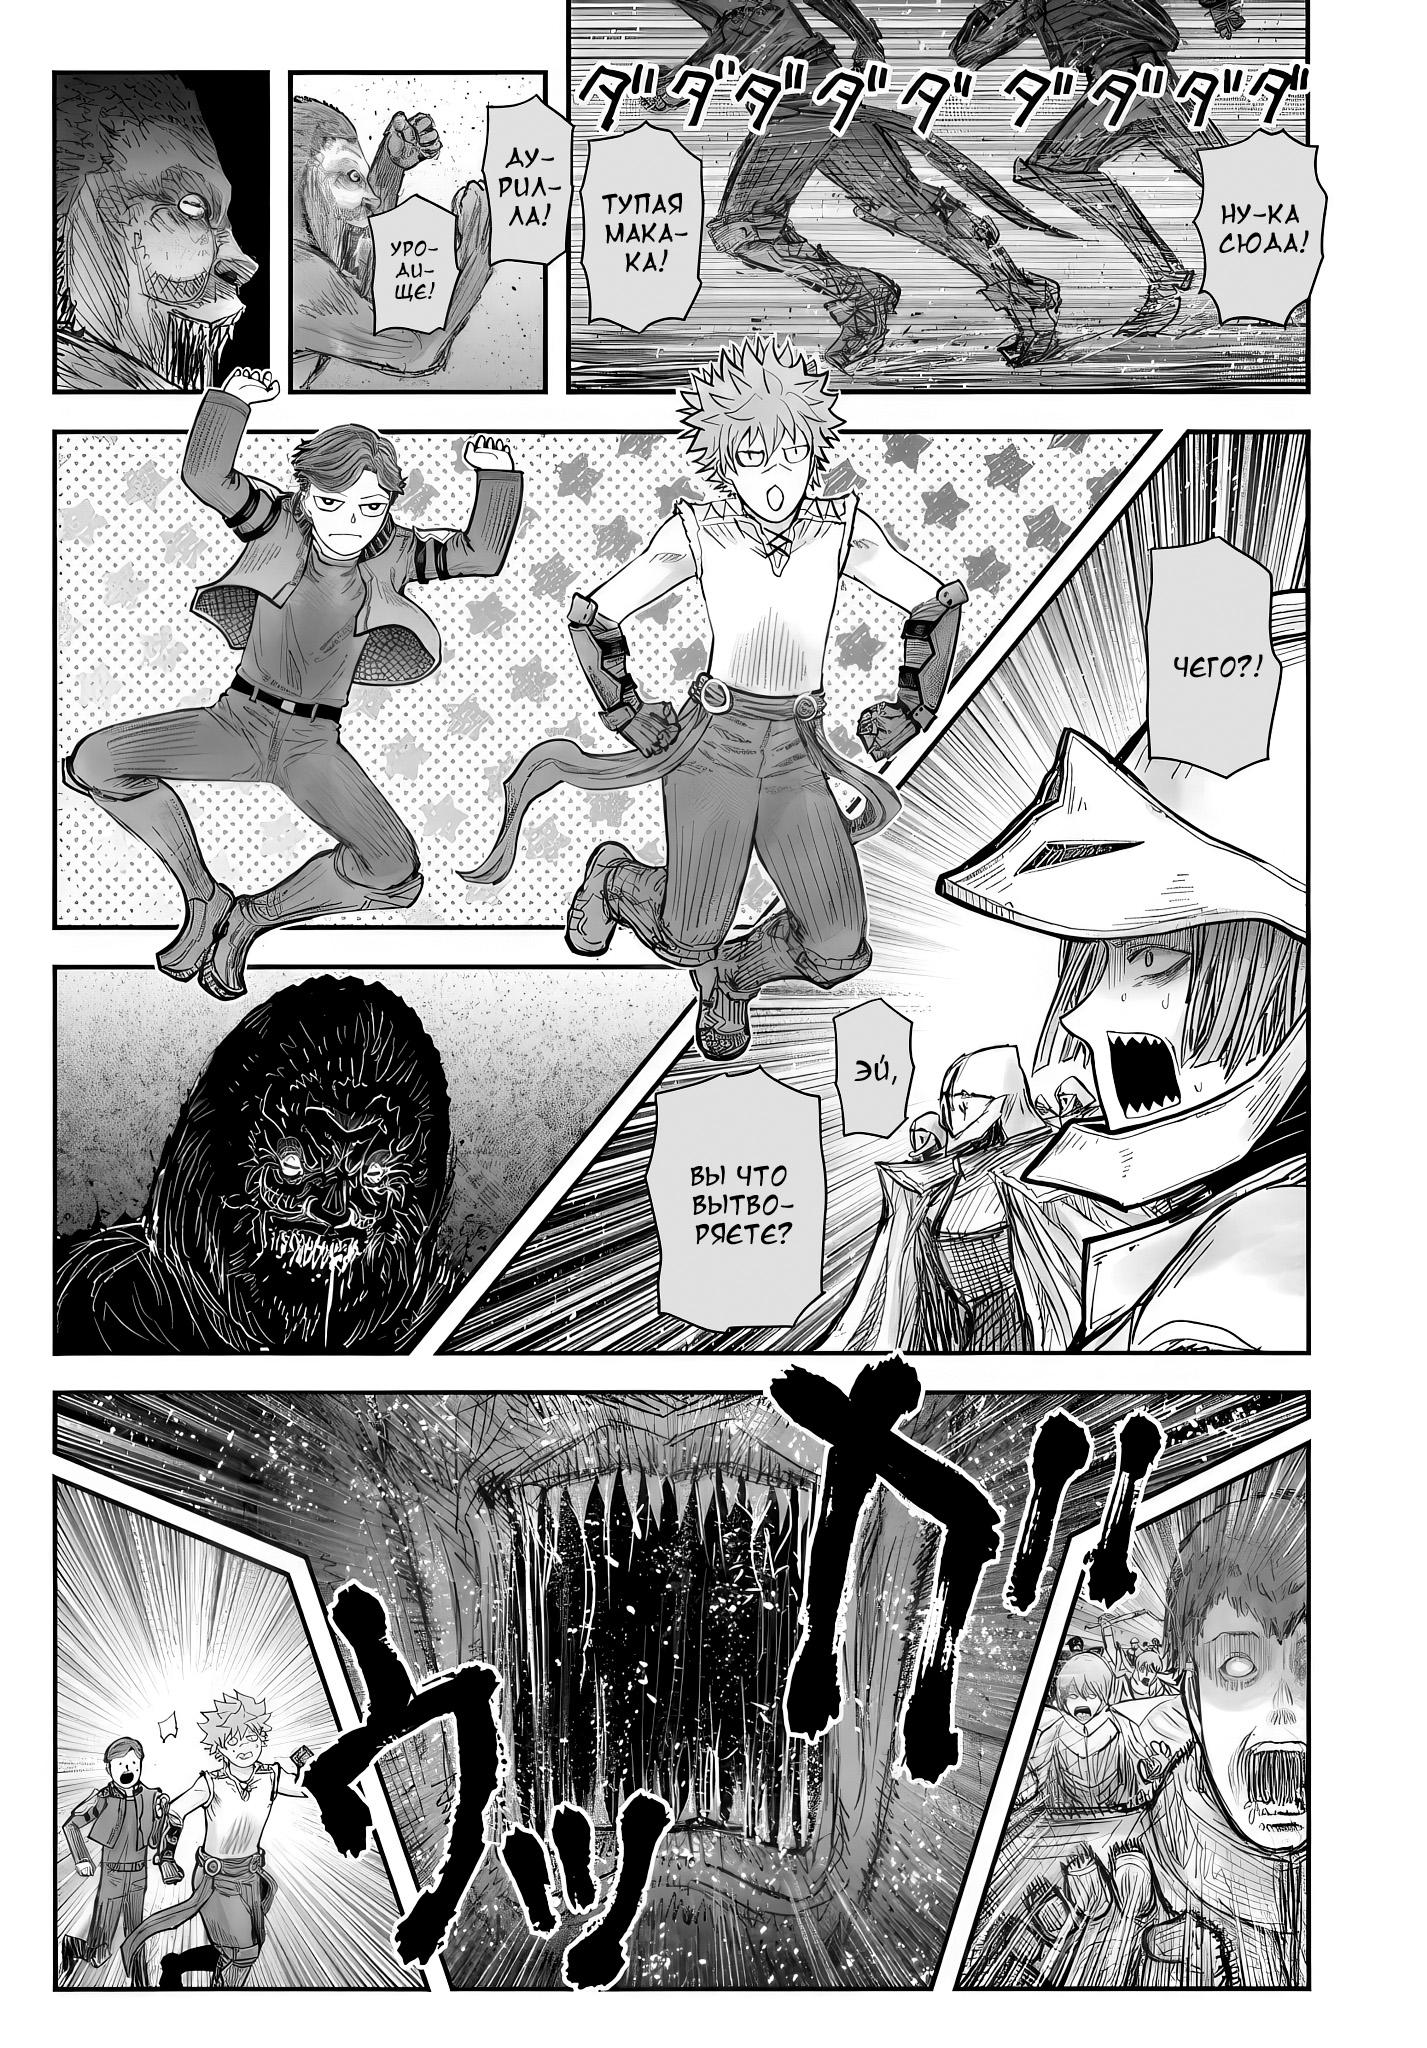 ダダダダダダダダ
НУ-КА
СЮДА!
ТУПАЯ
МАКА-
КА!
ДУ-
РИЛ-
ЛА!
УРО-
ДИ-
ЩЕ!
ЧЕГО?!
ЭЙ,
ВЫ ЧТО
ВЫТВО-
РЯЕТЕ?
ガウッ